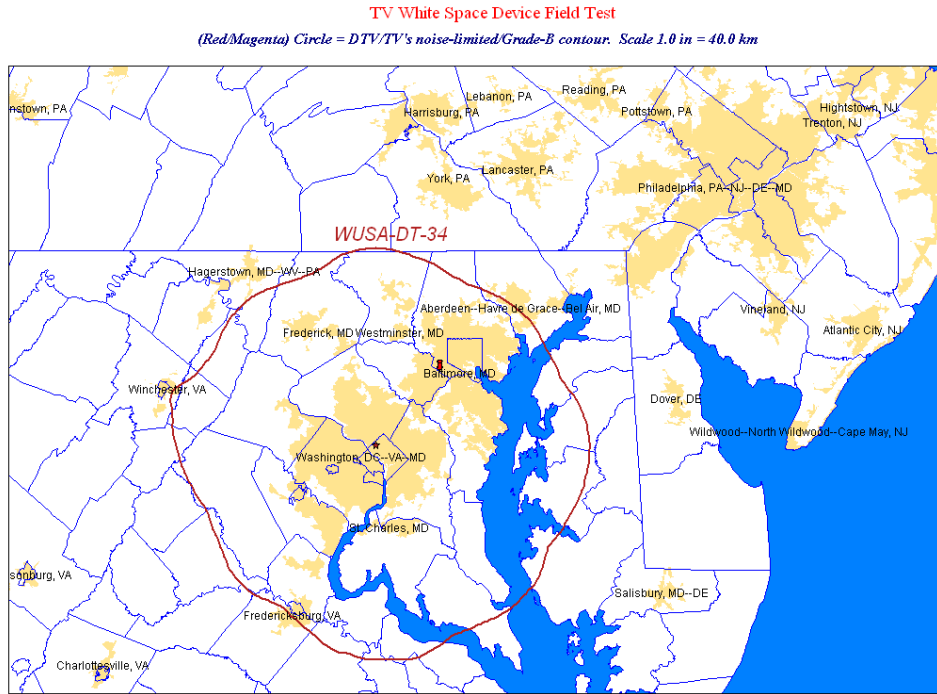 TV White Space Device Field Test
(Red/Magenta) Circle = DTV/TV's noise-limited/Grade-B contour. Scale 1.0 in = 40.0 km
Reading, PA
Lebanon, PA
nstown, PA
Harrisburg, PA
Pottstown, PA
Hightstown, NJ
Trenton, NJ
Lancaster, PA
York, PA
Philadelphia, PA--NJ--DE--MD
WUSA-DT-34
Hagerstown, MD--WV--PA
Aberdeen--Havre de Grace--Bel Air, MD
Vineland, NJ
Frederick, MD
Westminster, MD
Atlantic City, NJ
Baltimore, MD
Winchester, VA
Dover, DE
Wildwood--North Wildwood--Cape May, NJ
Washington, DC--VA--MD
St. Charles, MD
sonburg, VA
Salisbury, MD--DE
Fredericksburg, VA
Charlottesville, VA